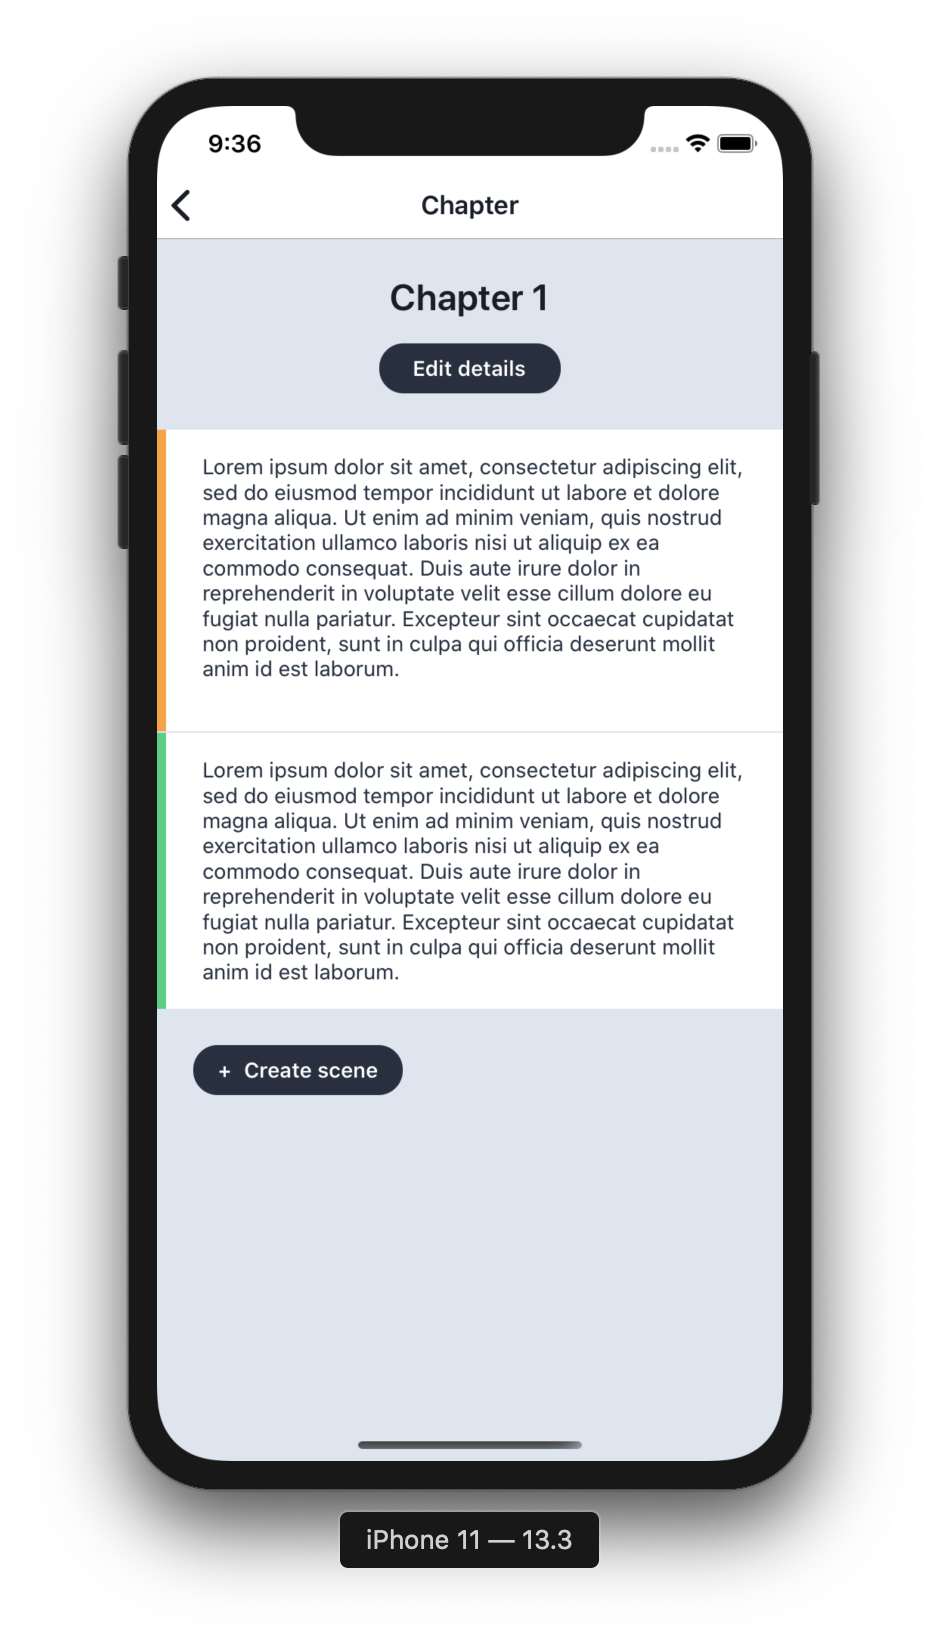 9:36
Chapter
Chapter 1
Edit details
Lorem ipsum dolor sit amet, consectetur adipiscing elit,
sed do eiusmod tempor incididunt ut labore et dolore
magna aliqua. Ut enim ad minim veniam, quis nostrud
exercitation ullamco laboris nisi ut aliquip ex ea
commodo consequat. Duis aute irure dolor in
reprehenderit in voluptate velit esse cillum dolore eu
fugiat nulla pariatur. Excepteur sint occaecat cupidatat
non proident, sunt in culpa qui officia deserunt mollit
anim id est laborum.
Lorem ipsum dolor sit amet, consectetur adipiscing elit,
sed do eiusmod tempor incididunt ut labore et dolore
magna aliqua. Ut enim ad minim veniam, quis nostrud
exercitation ullamco laboris nisi ut aliquip ex ea
commodo consequat. Duis aute irure dolor in
reprehenderit in voluptate velit esse cillum dolore eu
fugiat nulla pariatur. Excepteur sint occaecat cupidatat
non proident, sunt in culpa qui officia deserunt mollit
anim id est laborum.
+ Create scene
iPhone 11 — 13.3